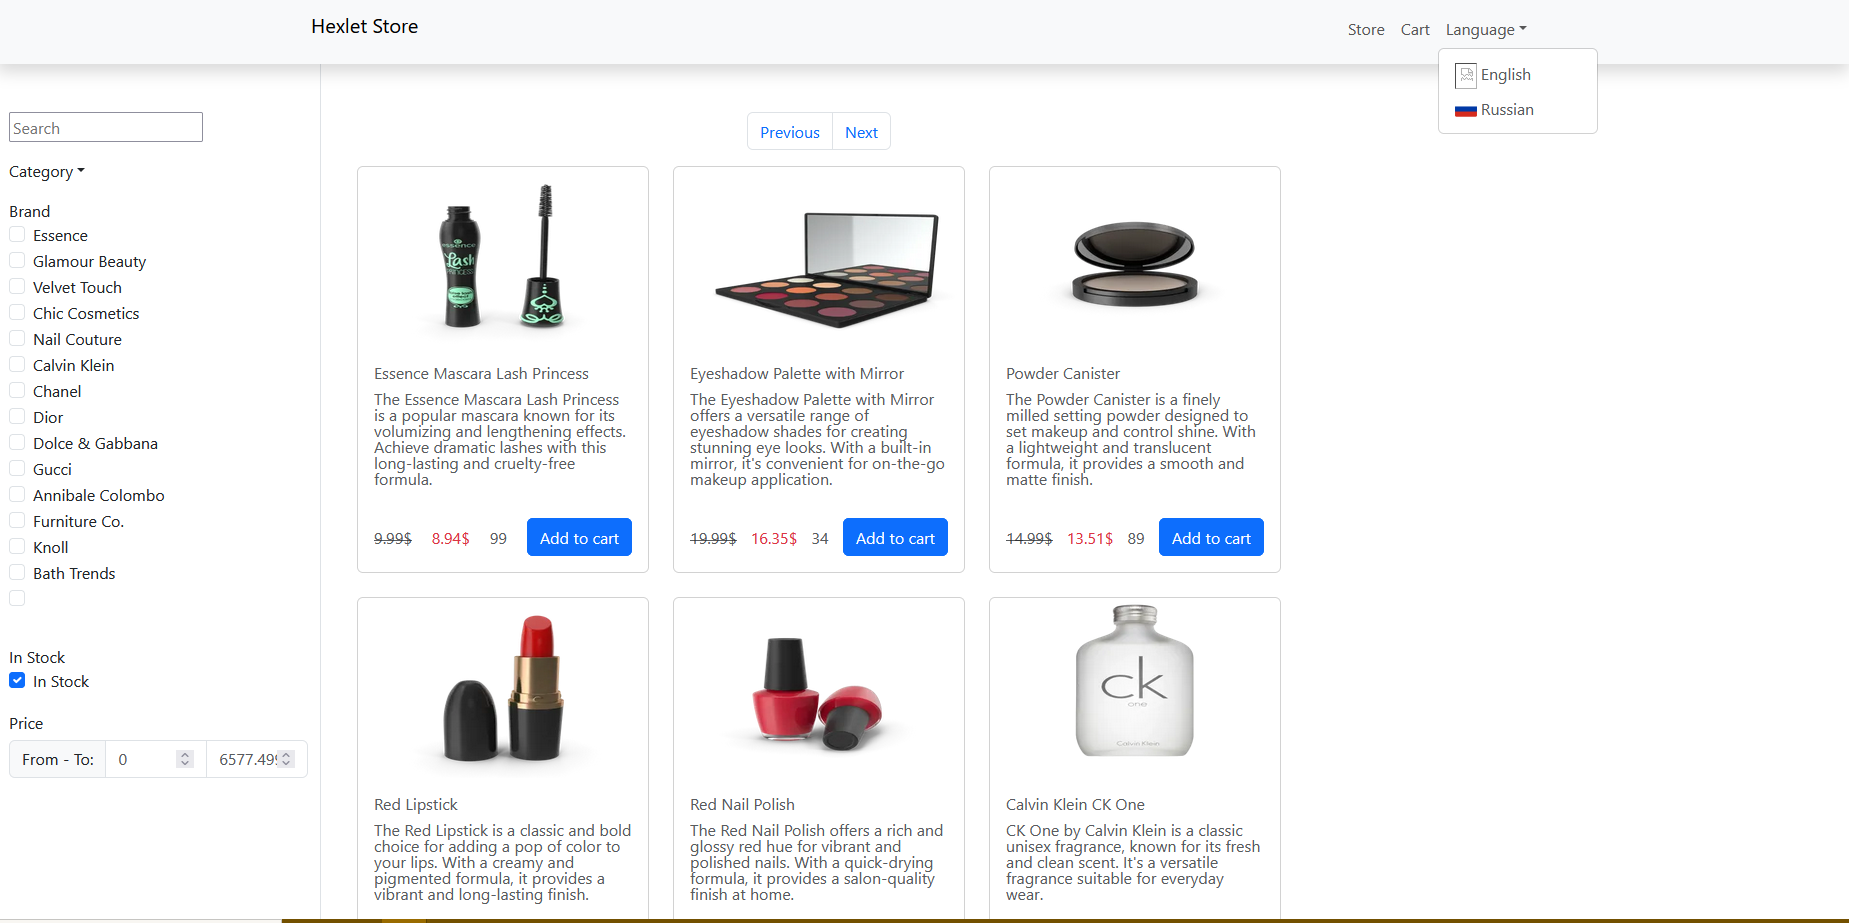 Hexlet Store
Store Cart Language
English
Russian
Search
Category
Brand
Essence
Glamour Beauty
Velvet Touch
Chic Cosmetics
Nail Couture
Calvin Klein
Chanel
Dior
Dolce & Gabbana
Gucci
Annibale Colombo
Furniture Co.
Knoll
Bath Trends
In Stock
In Stock
Price
From - To: 0 6577.499
Previous Next
essence
Lash
PRINCESS
Essence Mascara Lash Princess
The Essence Mascara Lash Princess
is a popular mascara known for its
volumizing and lengthening effects.
Achieve dramatic lashes with this
long-lasting and cruelty-free
formula.
9.99$ 8.94$ 99 Add to cart
Eyeshadow Palette with Mirror
The Eyeshadow Palette with Mirror
offers a versatile range of
eyeshadow shades for creating
stunning eye looks. With a built-in
mirror, it's convenient for on-the-go
makeup application.
19.99$ 16.35$ 34 Add to cart
Powder Canister
The Powder Canister is a finely
milled setting powder designed to
set makeup and control shine. With
a lightweight and translucent
formula, it provides a smooth and
matte finish.
14.99$ 13.51$ 89 Add to cart
Red Lipstick
The Red Lipstick is a classic and bold
choice for adding a pop of color to
your lips. With a creamy and
pigmented formula, it provides a
vibrant and long-lasting finish.
Red Nail Polish
The Red Nail Polish offers a rich and
glossy red hue for vibrant and
polished nails. With a quick-drying
formula, it provides a salon-quality
finish at home.
ck
one
Calvin Klein
Calvin Klein CK One
CK One by Calvin Klein is a classic
unisex fragrance, known for its fresh
and clean scent. It's a versatile
fragrance suitable for everyday
wear.